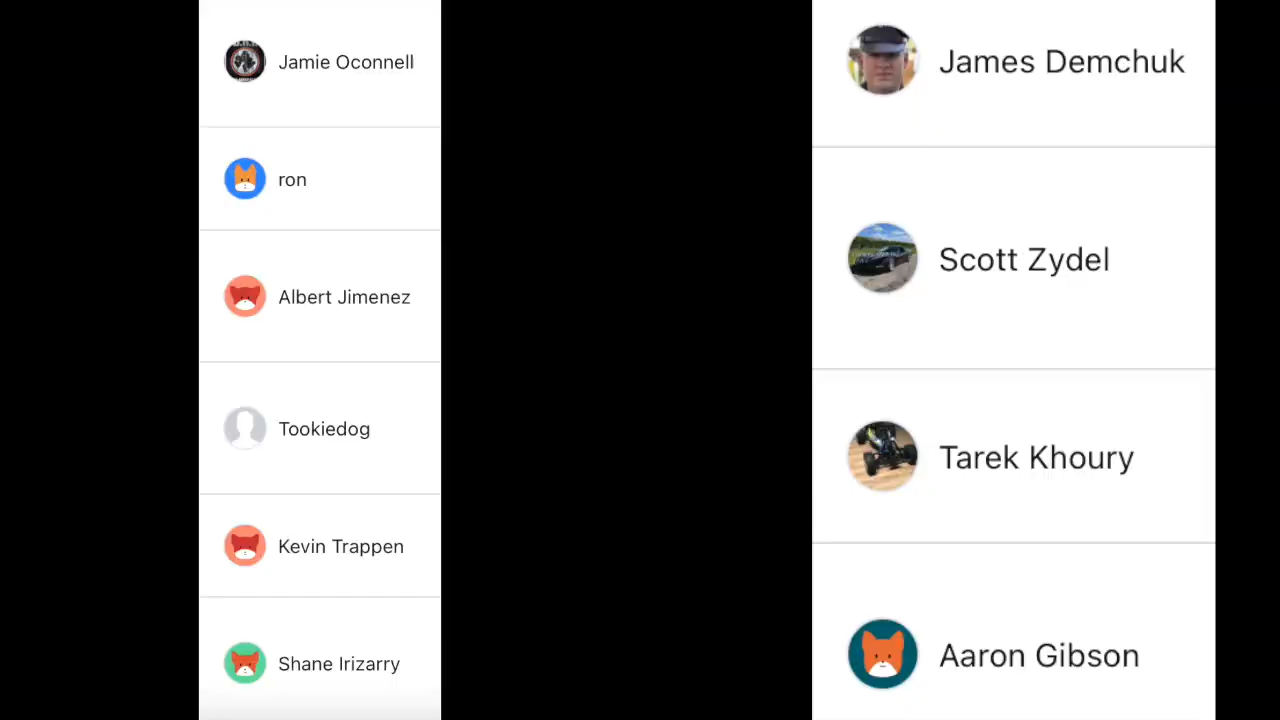 Jamie Oconnell
ron
Albert Jimenez
Tookiedog
Kevin Trappen
Shane Irizarry
James Demchuk
Scott Zydel
Tarek Khoury
Aaron Gibson